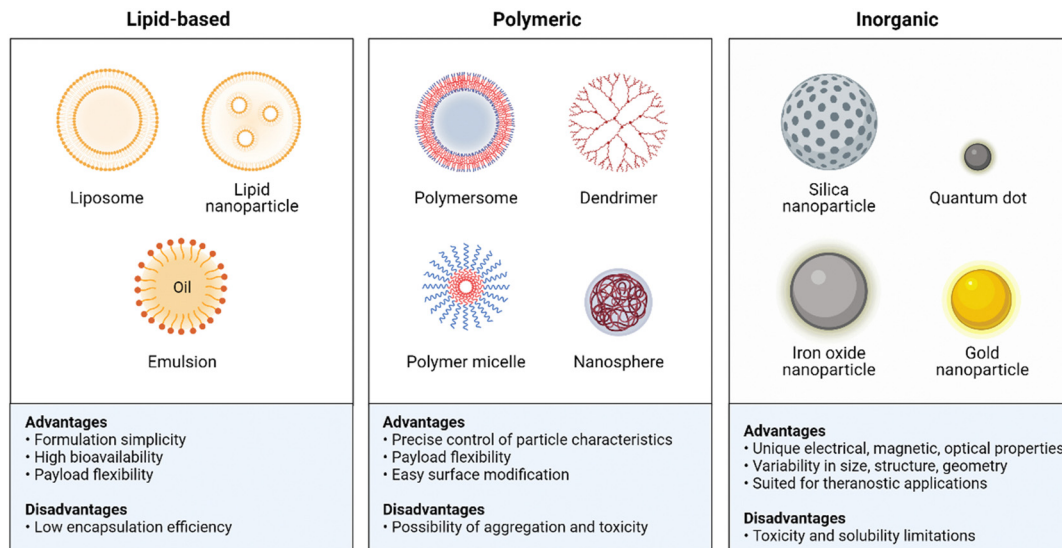 Lipid-based
Liposome
Lipid
nanoparticle
Oil
Emulsion
Advantages
• Formulation simplicity
• High bioavailability
• Payload flexibility
Disadvantages
• Low encapsulation efficiency
Polymeric
Polymersome
Dendrimer
Polymer micelle
Nanosphere
Advantages
• Precise control of particle characteristics
• Payload flexibility
• Easy surface modification
Disadvantages
• Possibility of aggregation and toxicity
Inorganic
Silica
nanoparticle
Quantum dot
Iron oxide
nanoparticle
Gold
nanoparticle
Advantages
• Unique electrical, magnetic, optical properties
• Variability in size, structure, geometry
• Suited for theranostic applications
Disadvantages
• Toxicity and solubility limitations